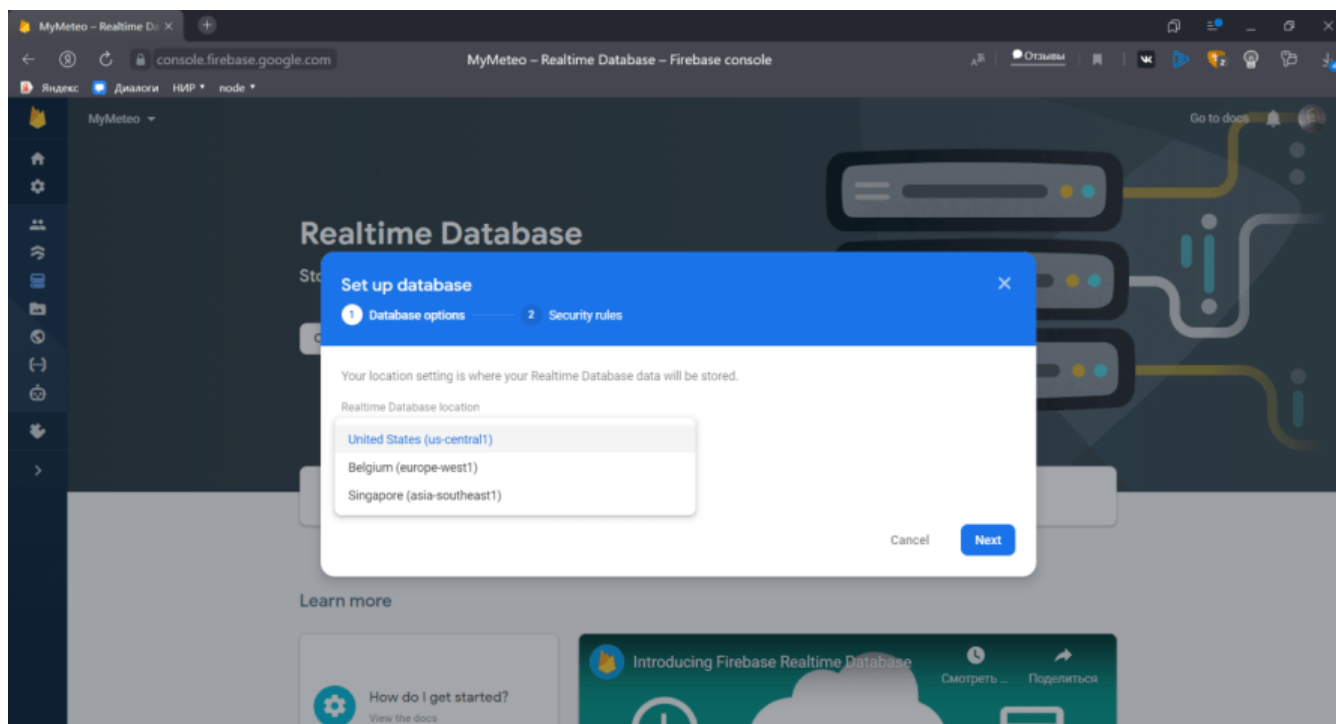 MyMeteo – Realtime Da
console.firebase.google.com
MyMeteo – Realtime Database – Firebase console
Отзывы
Яндекс Диалоги НИР node
MyMeteo
Go to docs
Realtime Database
Sto
Set up database
1 Database options 2 Security rules
Your location setting is where your Realtime Database data will be stored.
Realtime Database location
United States (us-central1)
Belgium (europe-west1)
Singapore (asia-southeast1)
Cancel Next
Learn more
How do I get started?
View the docs
Introducing Firebase Realtime Database
Смотреть ... Поделиться